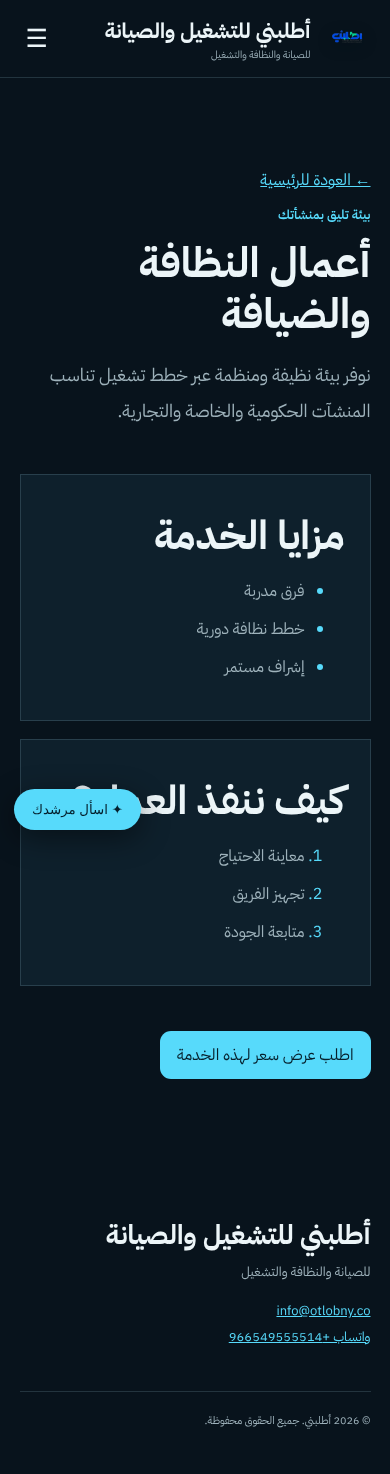 أطلبني للتشغيل والصيانة
للصيانة والنظافة والتشغيل
☰
← العودة للرئيسية
بيئة تليق بمنشأتك
أعمال النظافة
والضيافة
نوفر بيئة نظيفة ومنظمة عبر خطط تشغيل تناسب
المنشآت الحكومية والخاصة والتجارية.
مزايا الخدمة
• فرق مدربة
• خطط نظافة دورية
• إشراف مستمر
كيف ننفذ
✦ اسأل مرشدك
1. معاينة الاحتياج
2. تجهيز الفريق
3. متابعة الجودة
اطلب عرض سعر لهذه الخدمة
أطلبني للتشغيل والصيانة
للصيانة والنظافة والتشغيل
info@otlobny.co
واتساب +966549555514
© 2026 أطلبني. جميع الحقوق محفوظة.